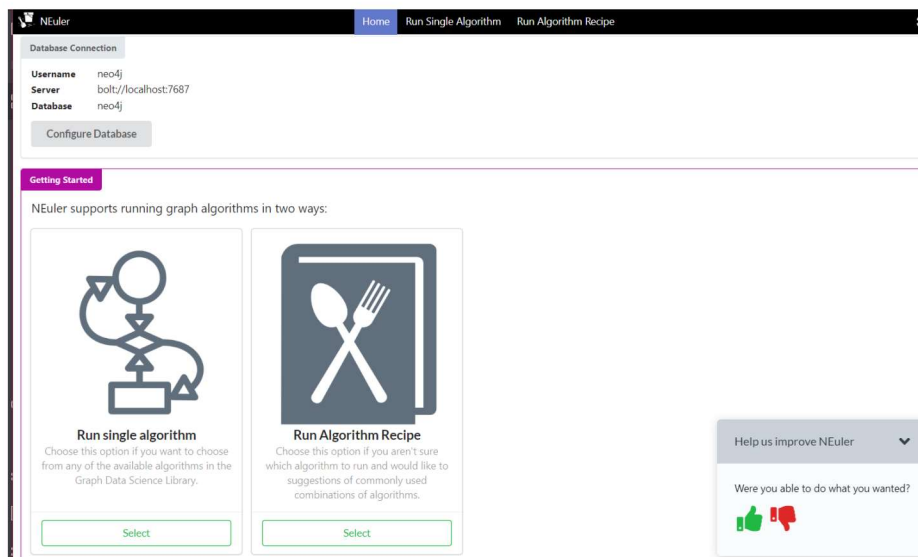 NEuler
Home Run Single Algorithm Run Algorithm Recipe
Database Connection
Username neo4j
Server bolt://localhost:7687
Database neo4j
Configure Database
Getting Started
NEuler supports running graph algorithms in two ways:
Run single algorithm
Choose this option if you want to choose
from any of the available algorithms in the
Graph Data Science Library.
Select
Run Algorithm Recipe
Choose this option if you aren't sure
which algorithm to run and would like to
suggestions of commonly used
combinations of algorithms.
Select
Help us improve NEuler
Were you able to do what you wanted?